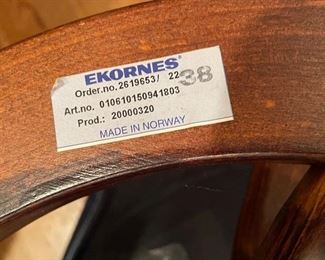 EKORNES®
Order.no. 2619653/ 22
38
Art.no. 010610150941803
Prod.: 20000320
MADE IN NORWAY